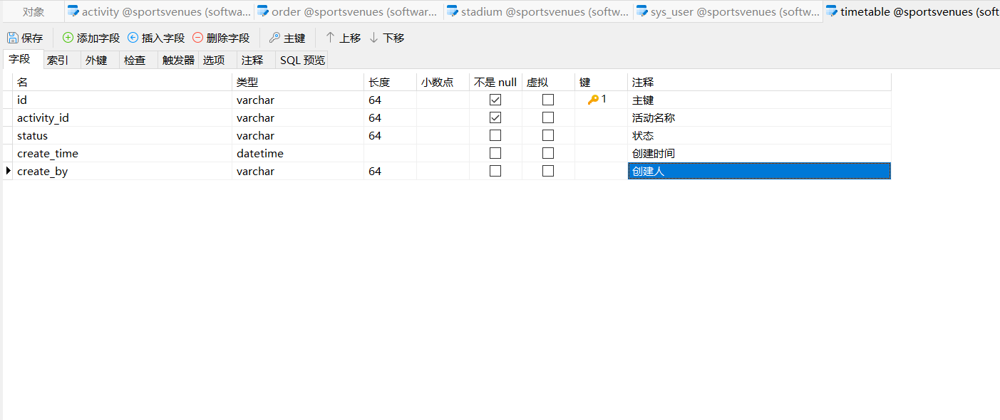 对象 activity @sportsvenues (softwa... order @sportsvenues (softwar... stadium @sportsvenues (softw... sys_user @sportsvenues (softw... timetable @sportsvenues (soft
保存 添加字段 插入字段 删除字段 主键 上移 下移
字段 索引 外键 检查 触发器 选项 注释 SQL 预览
名 类型 长度 小数点 不是 null 虚拟 键 注释
id varchar 64 1 主键
activity_id varchar 64 活动名称
status varchar 64 状态
create_time datetime 创建时间
create_by varchar 64 创建人